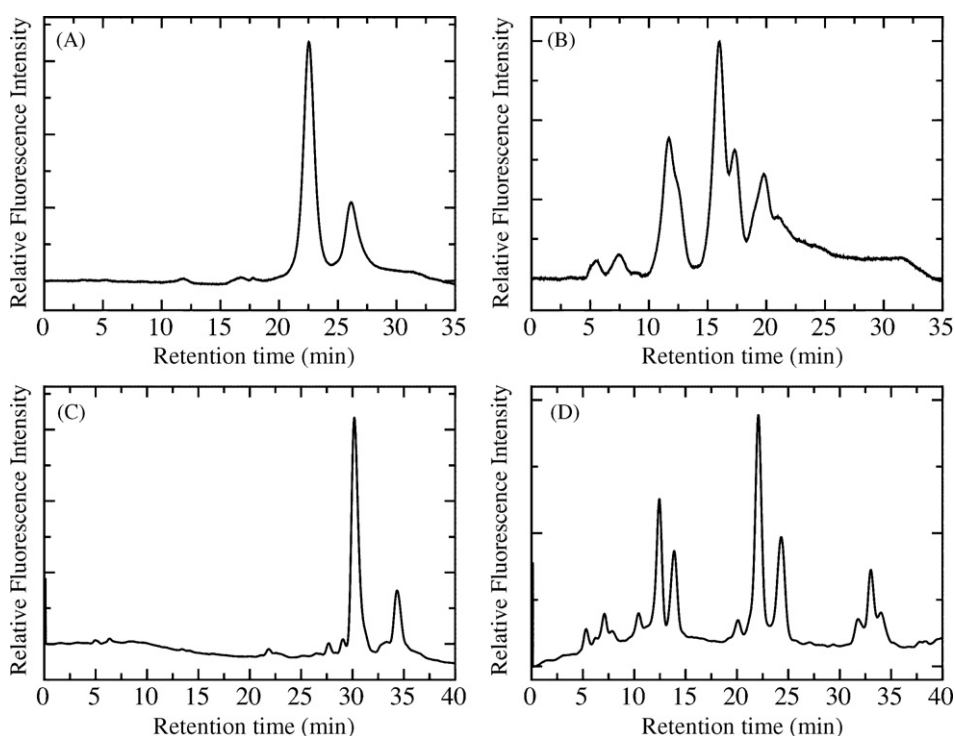 (A)
Relative Fluorescence Intensity
0 5 10 15 20 25 30 35
Retention time (min)
(B)
Relative Fluorescence Intensity
0 5 10 15 20 25 30 35
Retention time (min)
(C)
Relative Fluorescence Intensity
0 5 10 15 20 25 30 35 40
Retention time (min)
(D)
Relative Fluorescence Intensity
0 5 10 15 20 25 30 35 40
Retention time (min)